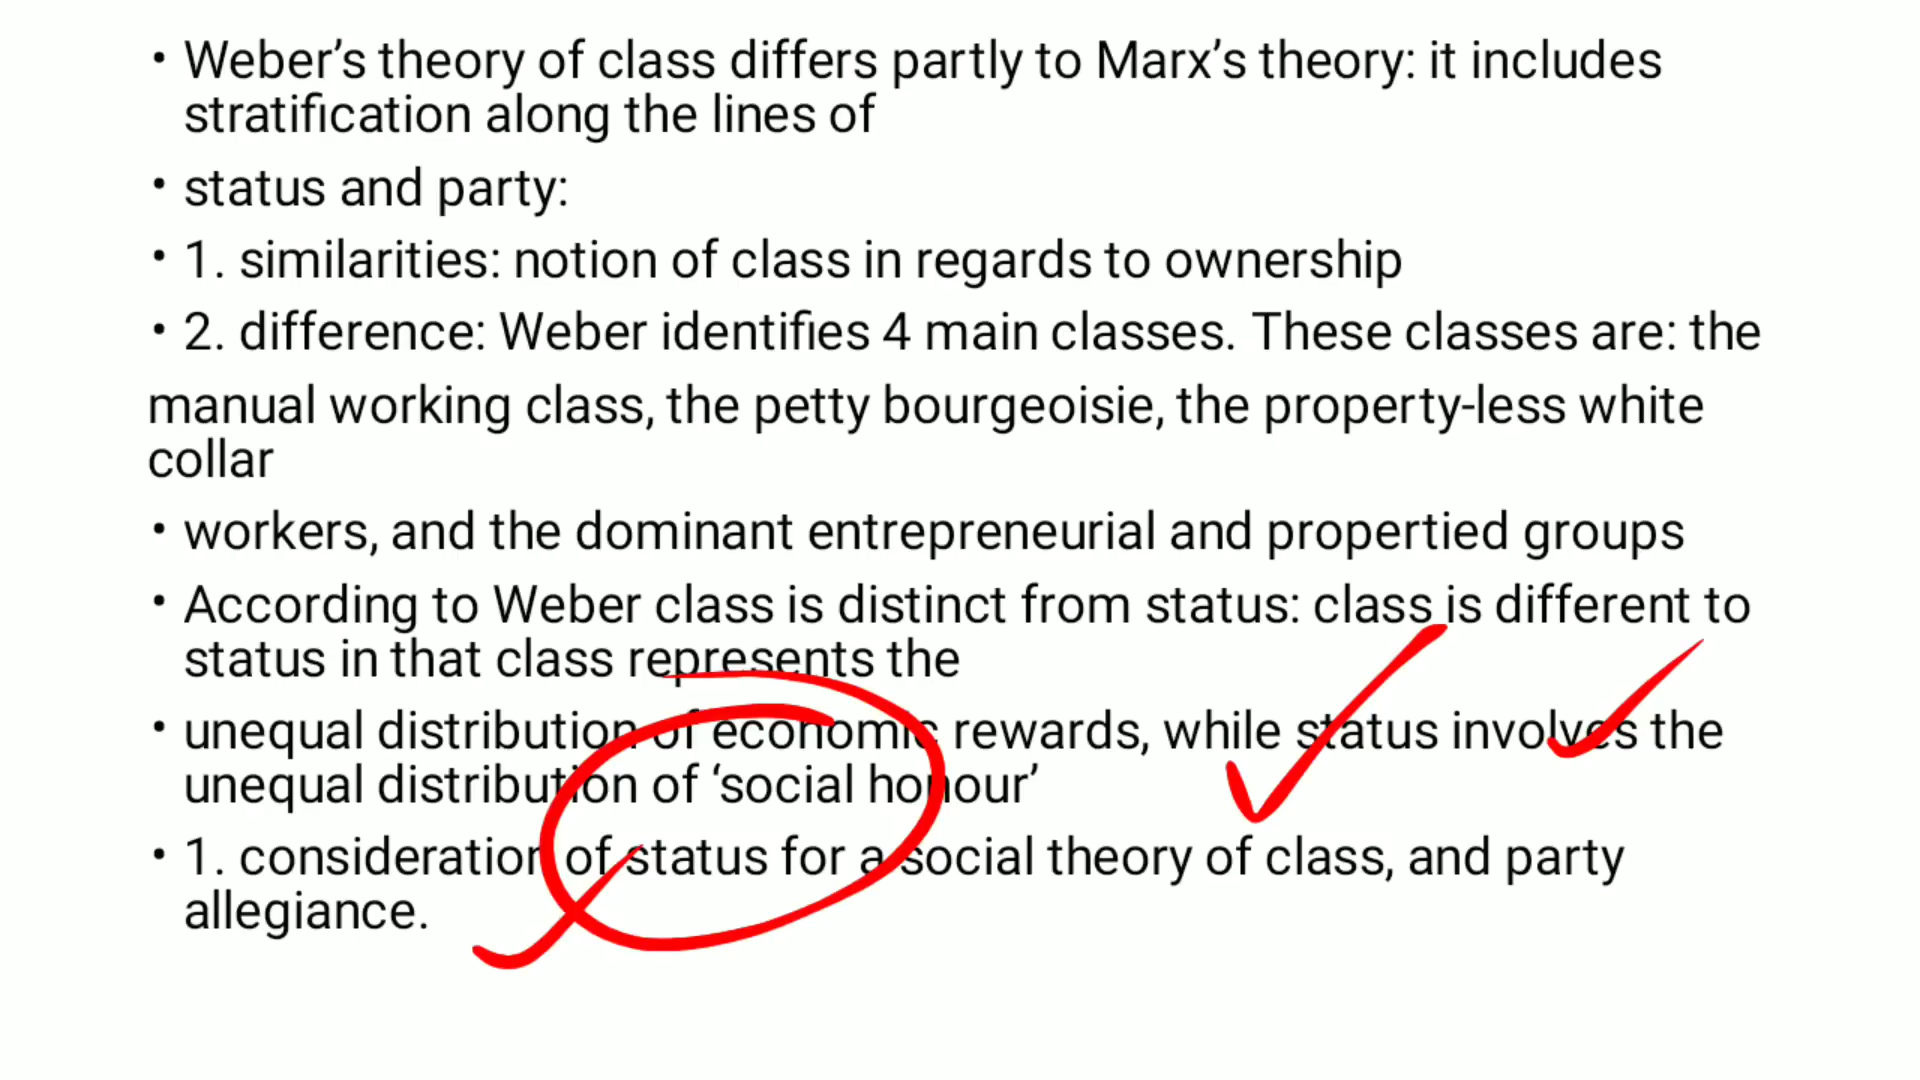 • Weber’s theory of class differs partly to Marx’s theory: it includes
stratification along the lines of
• status and party:
• 1. similarities: notion of class in regards to ownership
• 2. difference: Weber identifies 4 main classes. These classes are: the
manual working class, the petty bourgeoisie, the property-less white
collar
• workers, and the dominant entrepreneurial and propertied groups
• According to Weber class is distinct from status: class is different to
status in that class represents the
• unequal distribution of economic rewards, while status involves the
unequal distribution of ‘social honour’
• 1. consideration of status for a social theory of class, and party
allegiance.